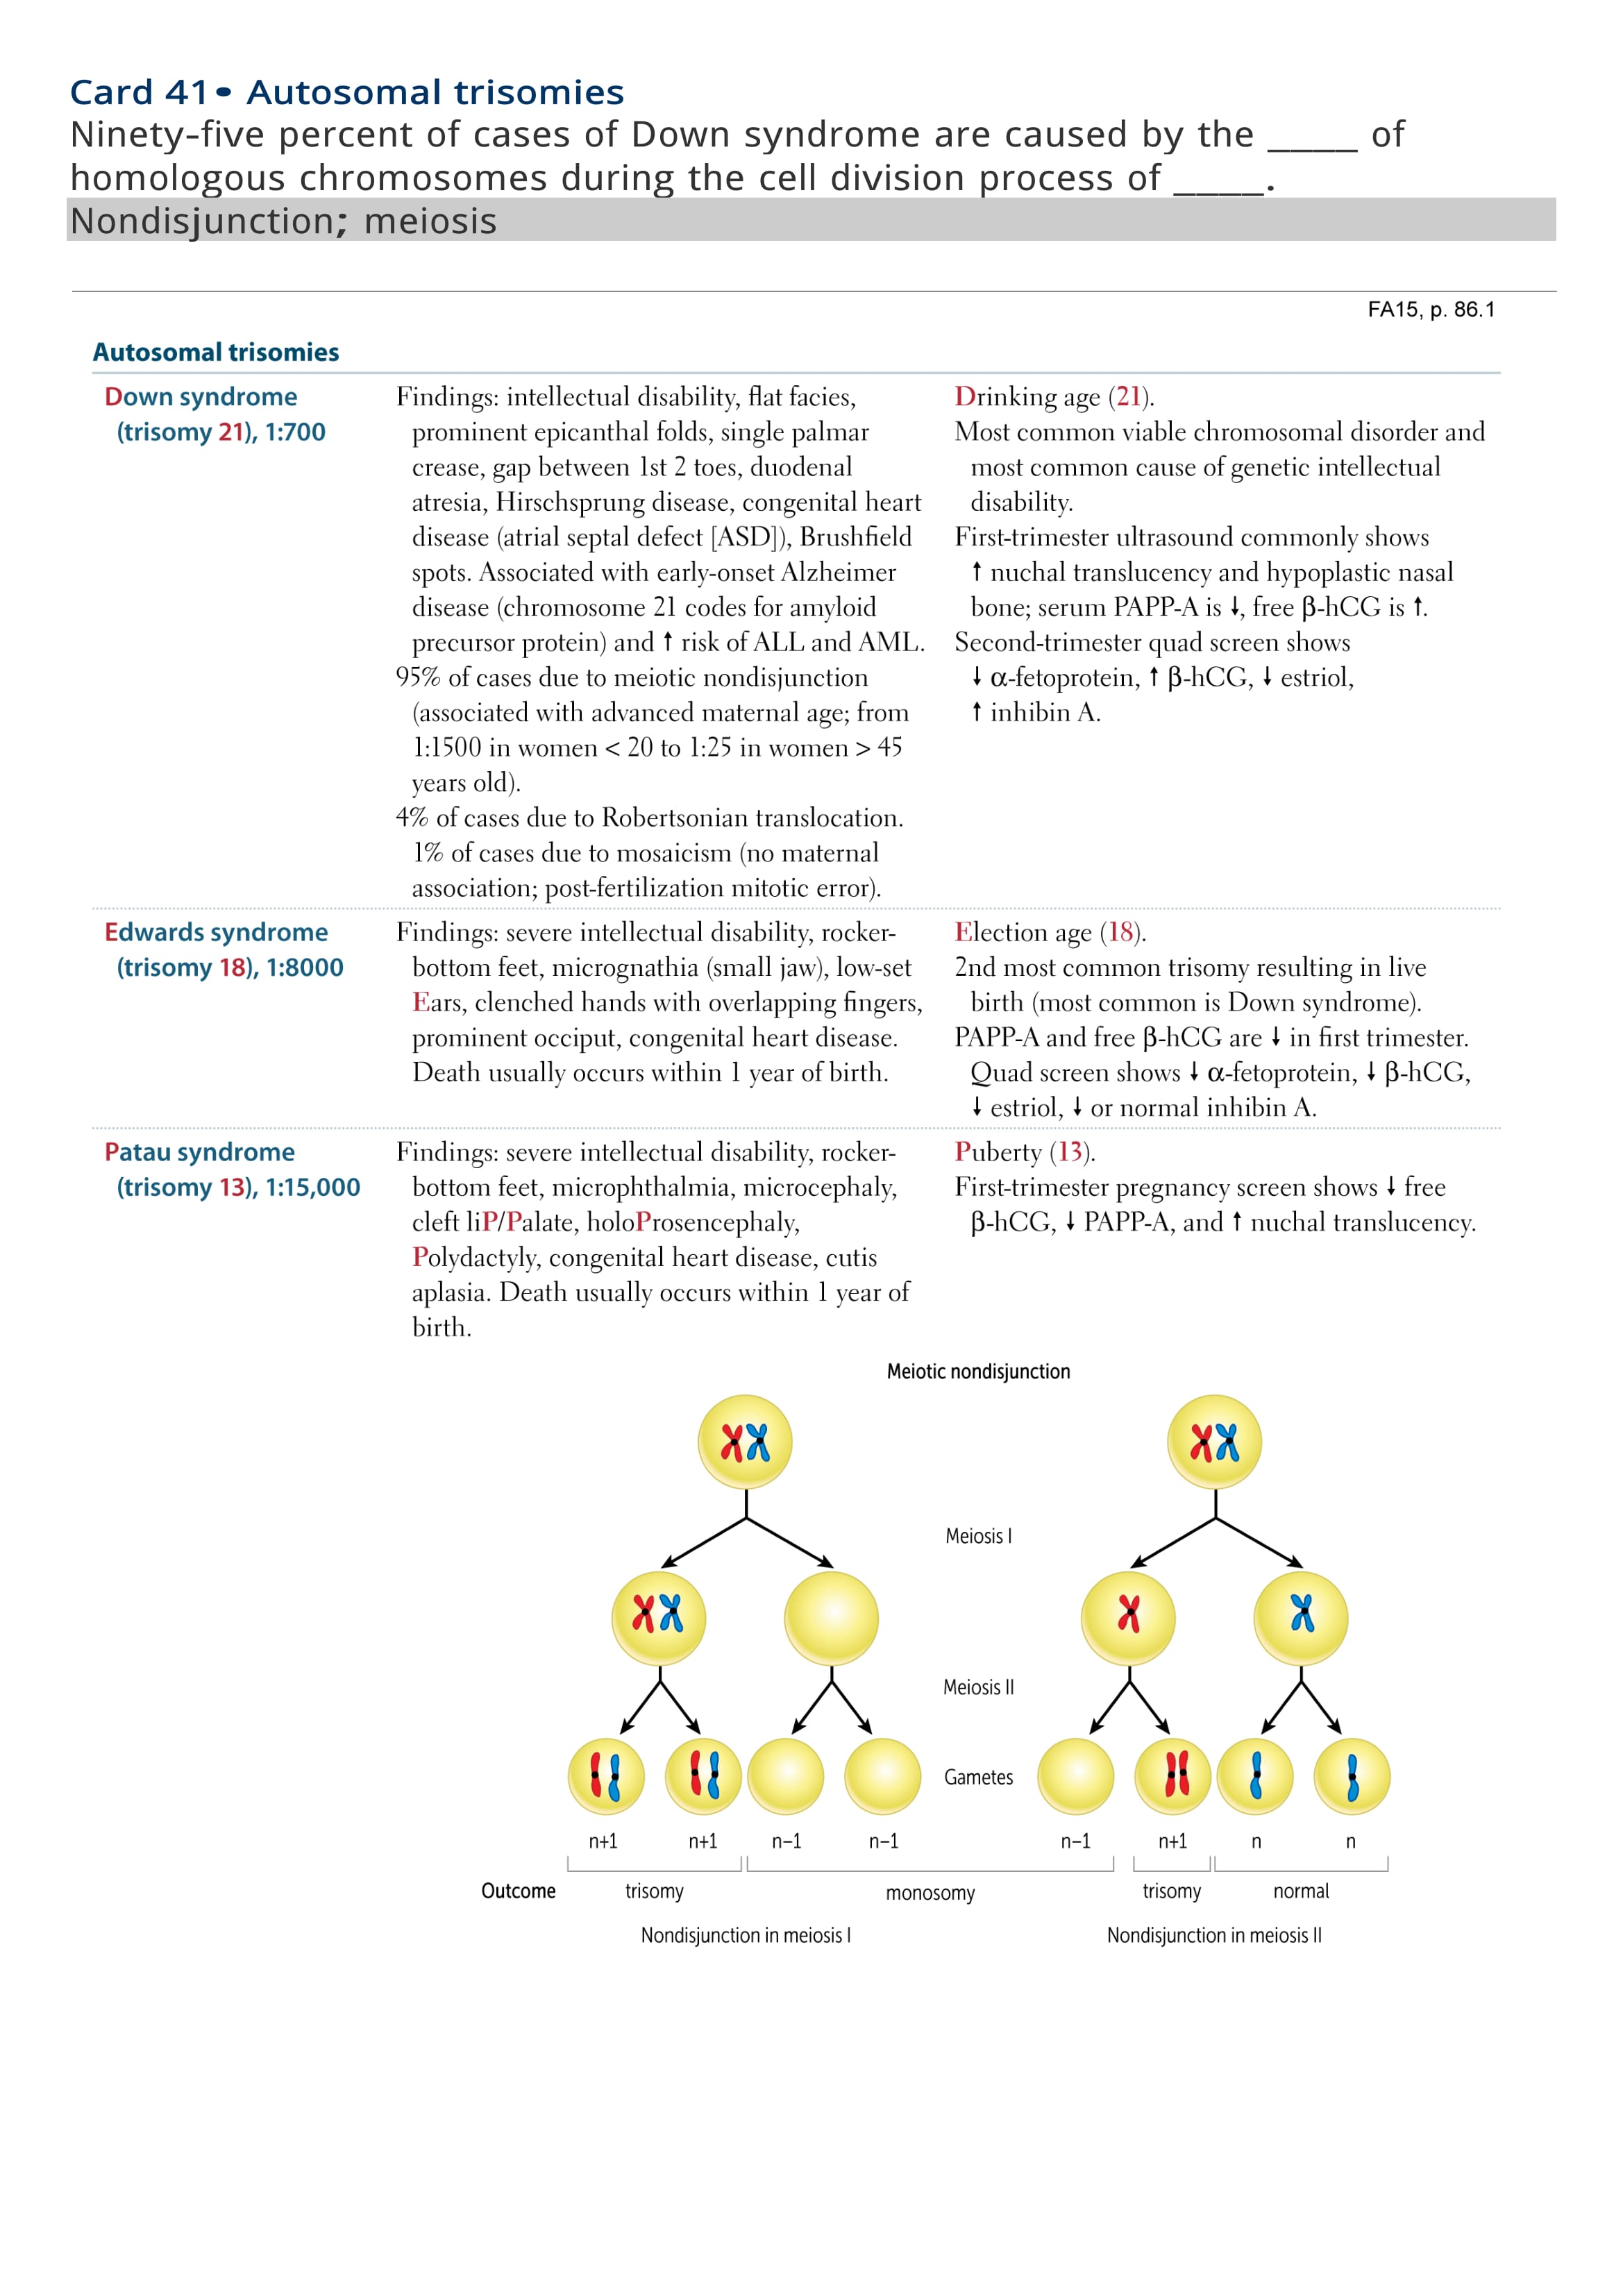 Card 41• Autosomal trisomies
Ninety-five percent of cases of Down syndrome are caused by the ____ of
homologous chromosomes during the cell division process of ____.
Nondisjunction; meiosis
FA15, p. 86.1
Autosomal trisomies
Down syndrome
(trisomy 21), 1:700
Findings: intellectual disability, flat facies,
prominent epicanthal folds, single palmar
crease, gap between 1st 2 toes, duodenal
atresia, Hirschsprung disease, congenital heart
disease (atrial septal defect [ASD]), Brushfield
spots. Associated with early-onset Alzheimer
disease (chromosome 21 codes for amyloid
precursor protein) and ↑ risk of ALL and AML.
95% of cases due to meiotic nondisjunction
(associated with advanced maternal age; from
1:1500 in women < 20 to 1:25 in women > 45
years old).
4% of cases due to Robertsonian translocation.
1% of cases due to mosaicism (no maternal
association; post-fertilization mitotic error).
Drinking age (21).
Most common viable chromosomal disorder and
most common cause of genetic intellectual
disability.
First-trimester ultrasound commonly shows
↑ nuchal translucency and hypoplastic nasal
bone; serum PAPP-A is ↓, free β-hCG is ↑.
Second-trimester quad screen shows
↓ α-fetoprotein, ↑ β-hCG, ↓ estriol,
↑ inhibin A.
Edwards syndrome
(trisomy 18), 1:8000
Findings: severe intellectual disability, rocker-
bottom feet, micrognathia (small jaw), low-set
Ears, clenched hands with overlapping fingers,
prominent occiput, congenital heart disease.
Death usually occurs within 1 year of birth.
Election age (18).
2nd most common trisomy resulting in live
birth (most common is Down syndrome).
PAPP-A and free β-hCG are ↓ in first trimester.
Quad screen shows ↓ α-fetoprotein, ↓ β-hCG,
↓ estriol, ↓ or normal inhibin A.
Patau syndrome
(trisomy 13), 1:15,000
Findings: severe intellectual disability, rocker-
bottom feet, microphthalmia, microcephaly,
cleft liP/Palate, holoProsencephaly,
Polydactyly, congenital heart disease, cutis
aplasia. Death usually occurs within 1 year of
birth.
Puberty (13).
First-trimester pregnancy screen shows ↓ free
β-hCG, ↓ PAPP-A, and ↑ nuchal translucency.
Meiotic nondisjunction
Meiosis I
Meiosis II
Gametes
n+1 n+1 n–1 n–1 n–1 n+1 n n
Outcome trisomy monosomy trisomy normal
Nondisjunction in meiosis I Nondisjunction in meiosis II